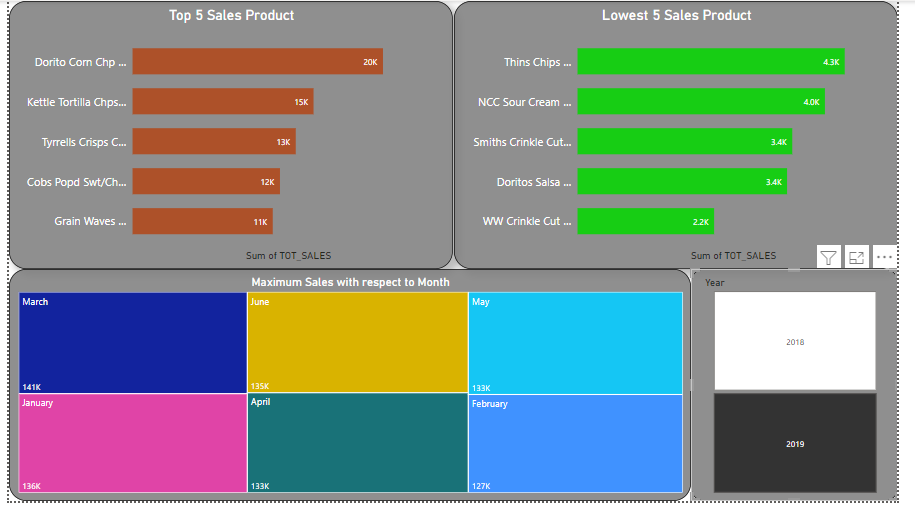 Top 5 Sales Product
Dorito Corn Chp ...
20K
Kettle Tortilla Chps...
15K
Tyrrells Crisps C...
13K
Cobs Popd Swt/Ch...
12K
Grain Waves ...
11K
Sum of TOT_SALES
Lowest 5 Sales Product
Thins Chips ...
4.3K
NCC Sour Cream ...
4.0K
Smiths Crinkle Cut...
3.4K
Doritos Salsa ...
3.4K
WW Crinkle Cut ...
2.2K
Sum of TOT_SALES
Maximum Sales with respect to Month
March
141K
June
135K
May
133K
January
136K
April
133K
February
127K
Year
2018
2019